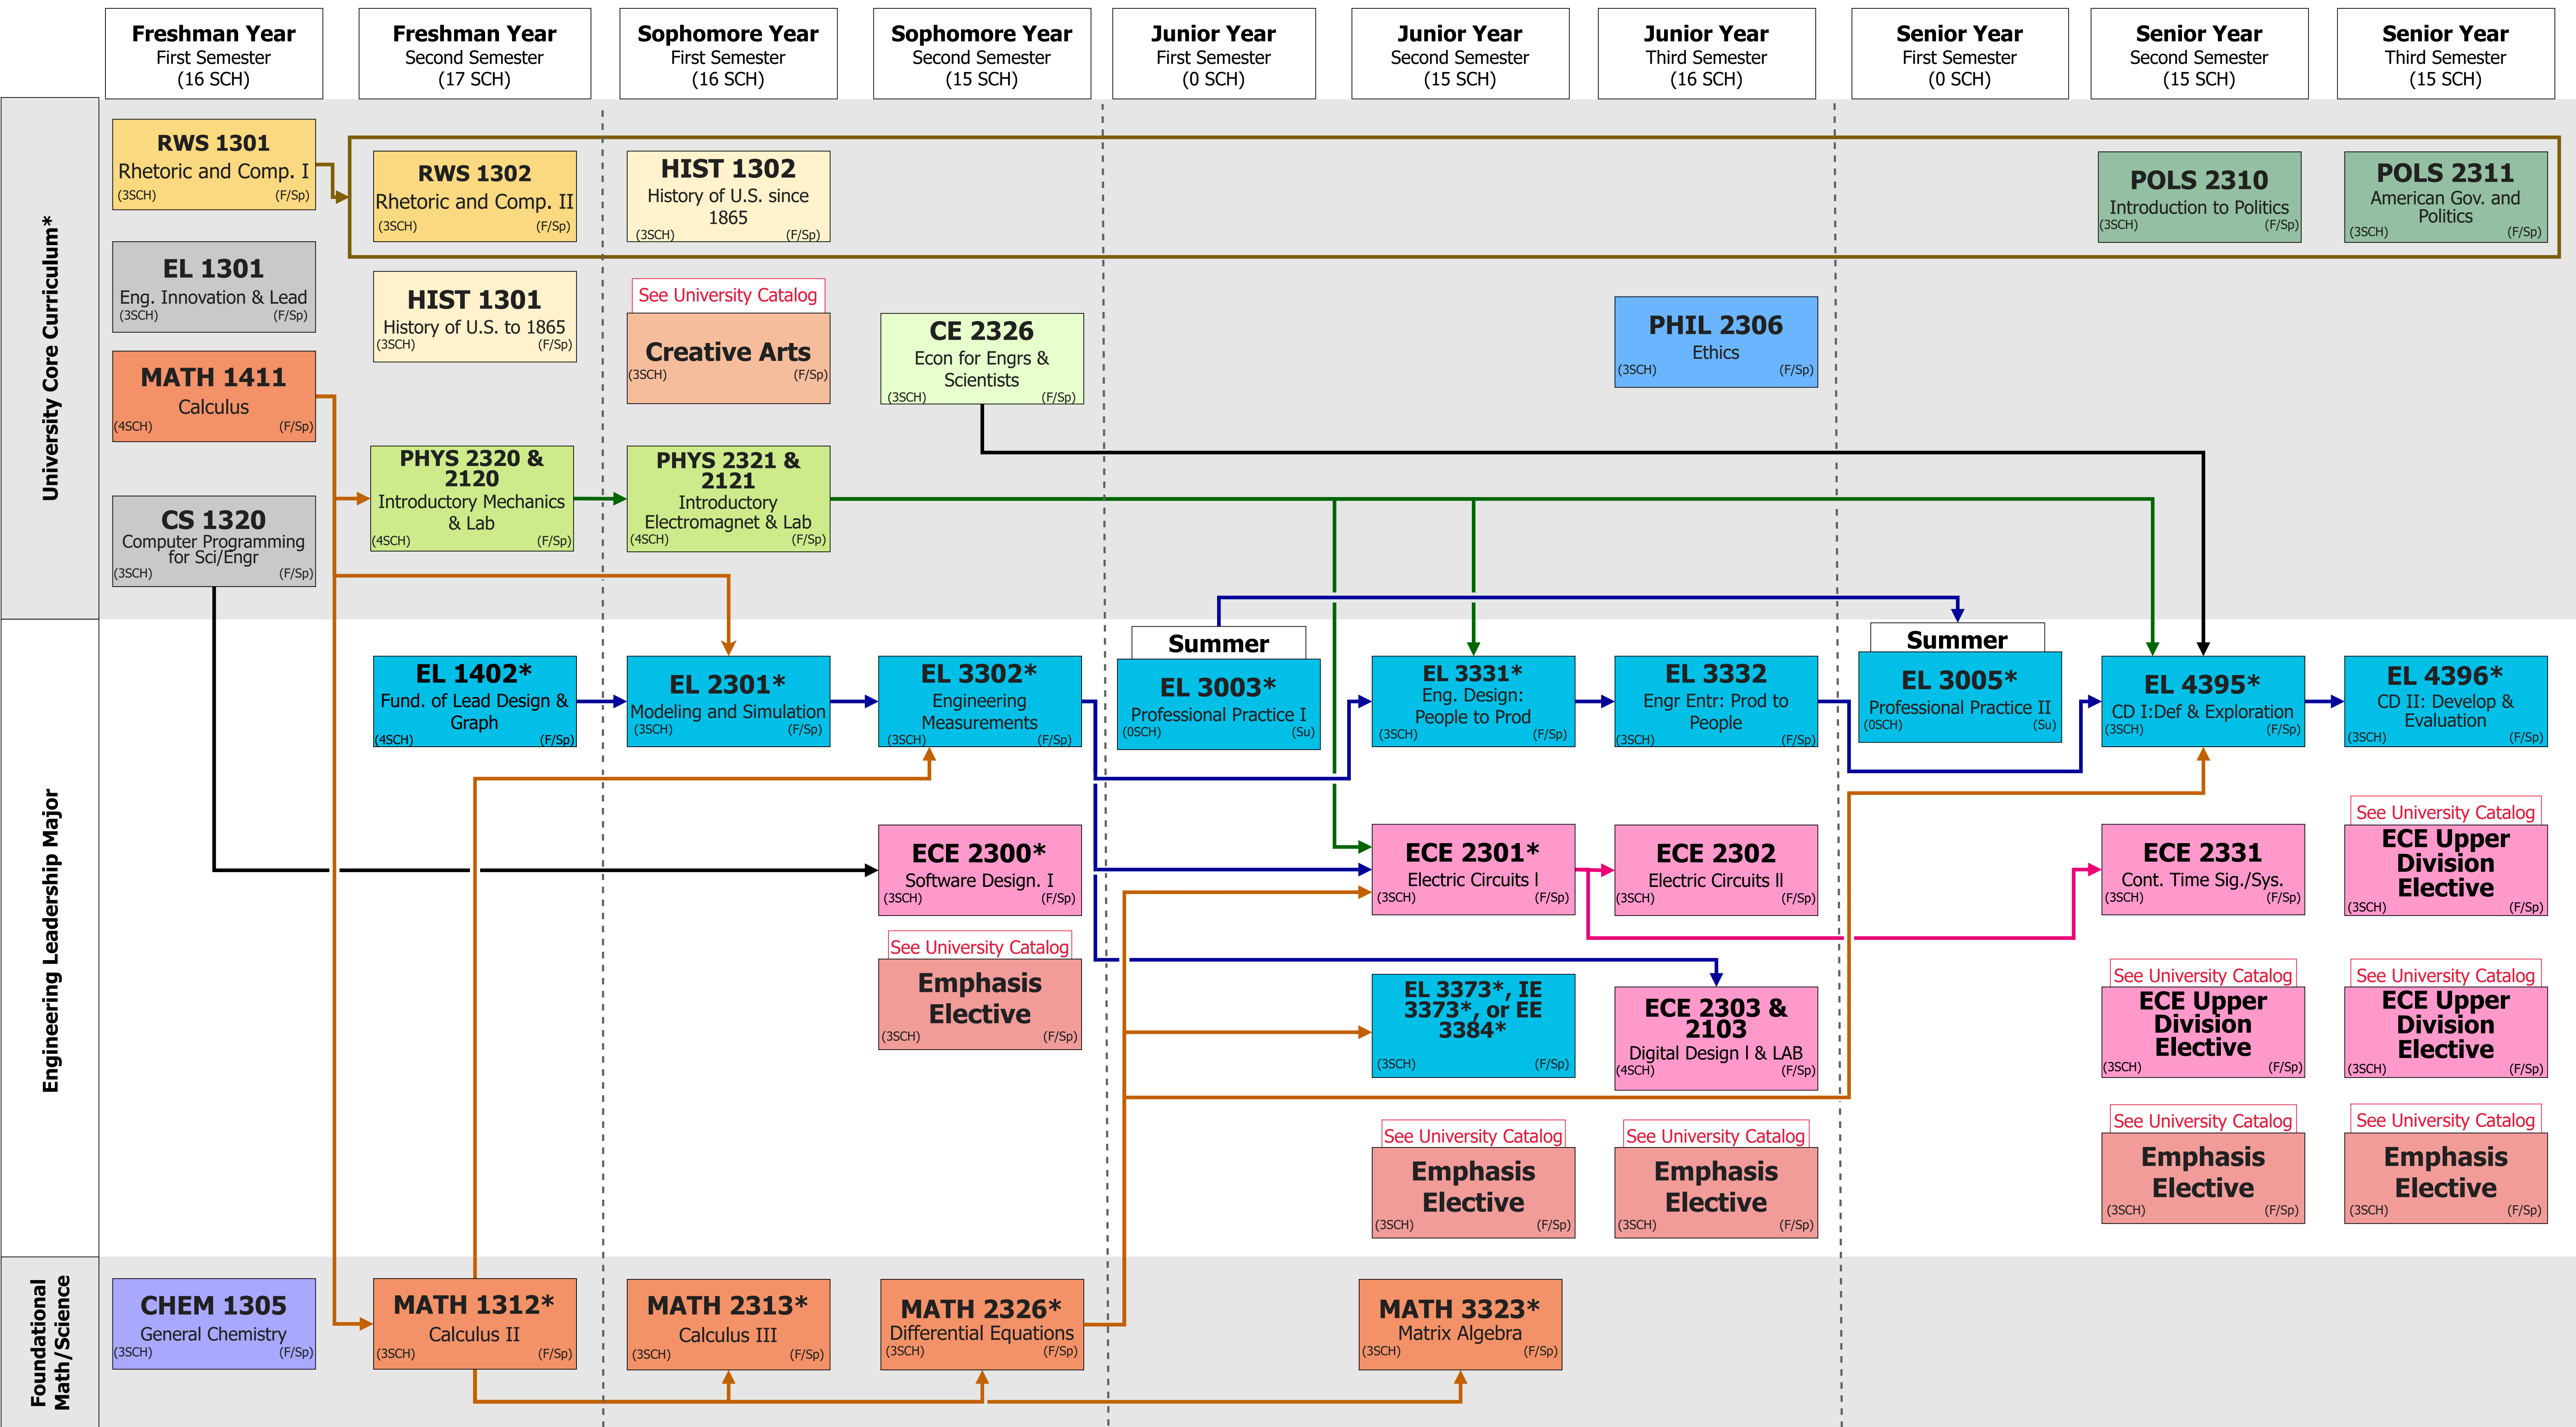 Freshman Year
First Semester
(16 SCH)
Freshman Year
Second Semester
(17 SCH)
Sophomore Year
First Semester
(16 SCH)
Sophomore Year
Second Semester
(15 SCH)
Junior Year
First Semester
(0 SCH)
Junior Year
Second Semester
(15 SCH)
Junior Year
Third Semester
(16 SCH)
Senior Year
First Semester
(0 SCH)
Senior Year
Second Semester
(15 SCH)
Senior Year
Third Semester
(15 SCH)
University Core Curriculum*
RWS 1301
Rhetoric and Comp. I
(3SCH) (F/Sp)
RWS 1302
Rhetoric and Comp. II
(3SCH) (F/Sp)
HIST 1302
History of U.S. since
1865
(3SCH) (F/Sp)
POLS 2310
Introduction to Politics
(3SCH) (F/Sp)
POLS 2311
American Gov. and
Politics
(3SCH) (F/Sp)
EL 1301
Eng. Innovation & Lead
(3SCH) (F/Sp)
HIST 1301
History of U.S. to 1865
(3SCH) (F/Sp)
See University Catalog
Creative Arts
(3SCH) (F/Sp)
CE 2326
Econ for Engrs &
Scientists
(3SCH) (F/Sp)
PHIL 2306
Ethics
(3SCH) (F/Sp)
MATH 1411
Calculus
(4SCH) (F/Sp)
PHYS 2320 &
2120
Introductory Mechanics
& Lab
(4SCH) (F/Sp)
PHYS 2321 &
2121
Introductory
Electromagnet & Lab
(4SCH) (F/Sp)
CS 1320
Computer Programming
for Sci/Engr
(3SCH) (F/Sp)
Engineering Leadership Major
EL 1402*
Fund. of Lead Design &
Graph
(4SCH) (F/Sp)
EL 2301*
Modeling and Simulation
(3SCH) (F/Sp)
EL 3302*
Engineering
Measurements
(3SCH) (F/Sp)
Summer
EL 3003*
Professional Practice I
(0SCH) (Su)
EL 3331*
Eng. Design:
People to Prod
(3SCH) (F/Sp)
EL 3332
Engr Entr: Prod to
People
(3SCH) (F/Sp)
Summer
EL 3005*
Professional Practice II
(0SCH) (Su)
EL 4395*
CD I:Def & Exploration
(3SCH) (F/Sp)
EL 4396*
CD II: Develop &
Evaluation
(3SCH) (F/Sp)
ECE 2300*
Software Design. I
(3SCH) (F/Sp)
ECE 2301*
Electric Circuits l
(3SCH) (F/Sp)
ECE 2302
Electric Circuits ll
(3SCH) (F/Sp)
ECE 2331
Cont. Time Sig./Sys.
(3SCH) (F/Sp)
See University Catalog
ECE Upper
Division
Elective
(3SCH) (F/Sp)
See University Catalog
Emphasis
Elective
(3SCH) (F/Sp)
EL 3373*, IE
3373*, or EE
3384*
(3SCH) (F/Sp)
ECE 2303 &
2103
Digital Design l & LAB
(4SCH) (F/Sp)
See University Catalog
ECE Upper
Division
Elective
(3SCH) (F/Sp)
See University Catalog
ECE Upper
Division
Elective
(3SCH) (F/Sp)
See University Catalog
Emphasis
Elective
(3SCH) (F/Sp)
See University Catalog
Emphasis
Elective
(3SCH) (F/Sp)
See University Catalog
Emphasis
Elective
(3SCH) (F/Sp)
See University Catalog
Emphasis
Elective
(3SCH) (F/Sp)
Foundational
Math/Science
CHEM 1305
General Chemistry
(3SCH) (F/Sp)
MATH 1312*
Calculus II
(3SCH) (F/Sp)
MATH 2313*
Calculus III
(3SCH) (F/Sp)
MATH 2326*
Differential Equations
(3SCH) (F/Sp)
MATH 3323*
Matrix Algebra
(3SCH) (F/Sp)